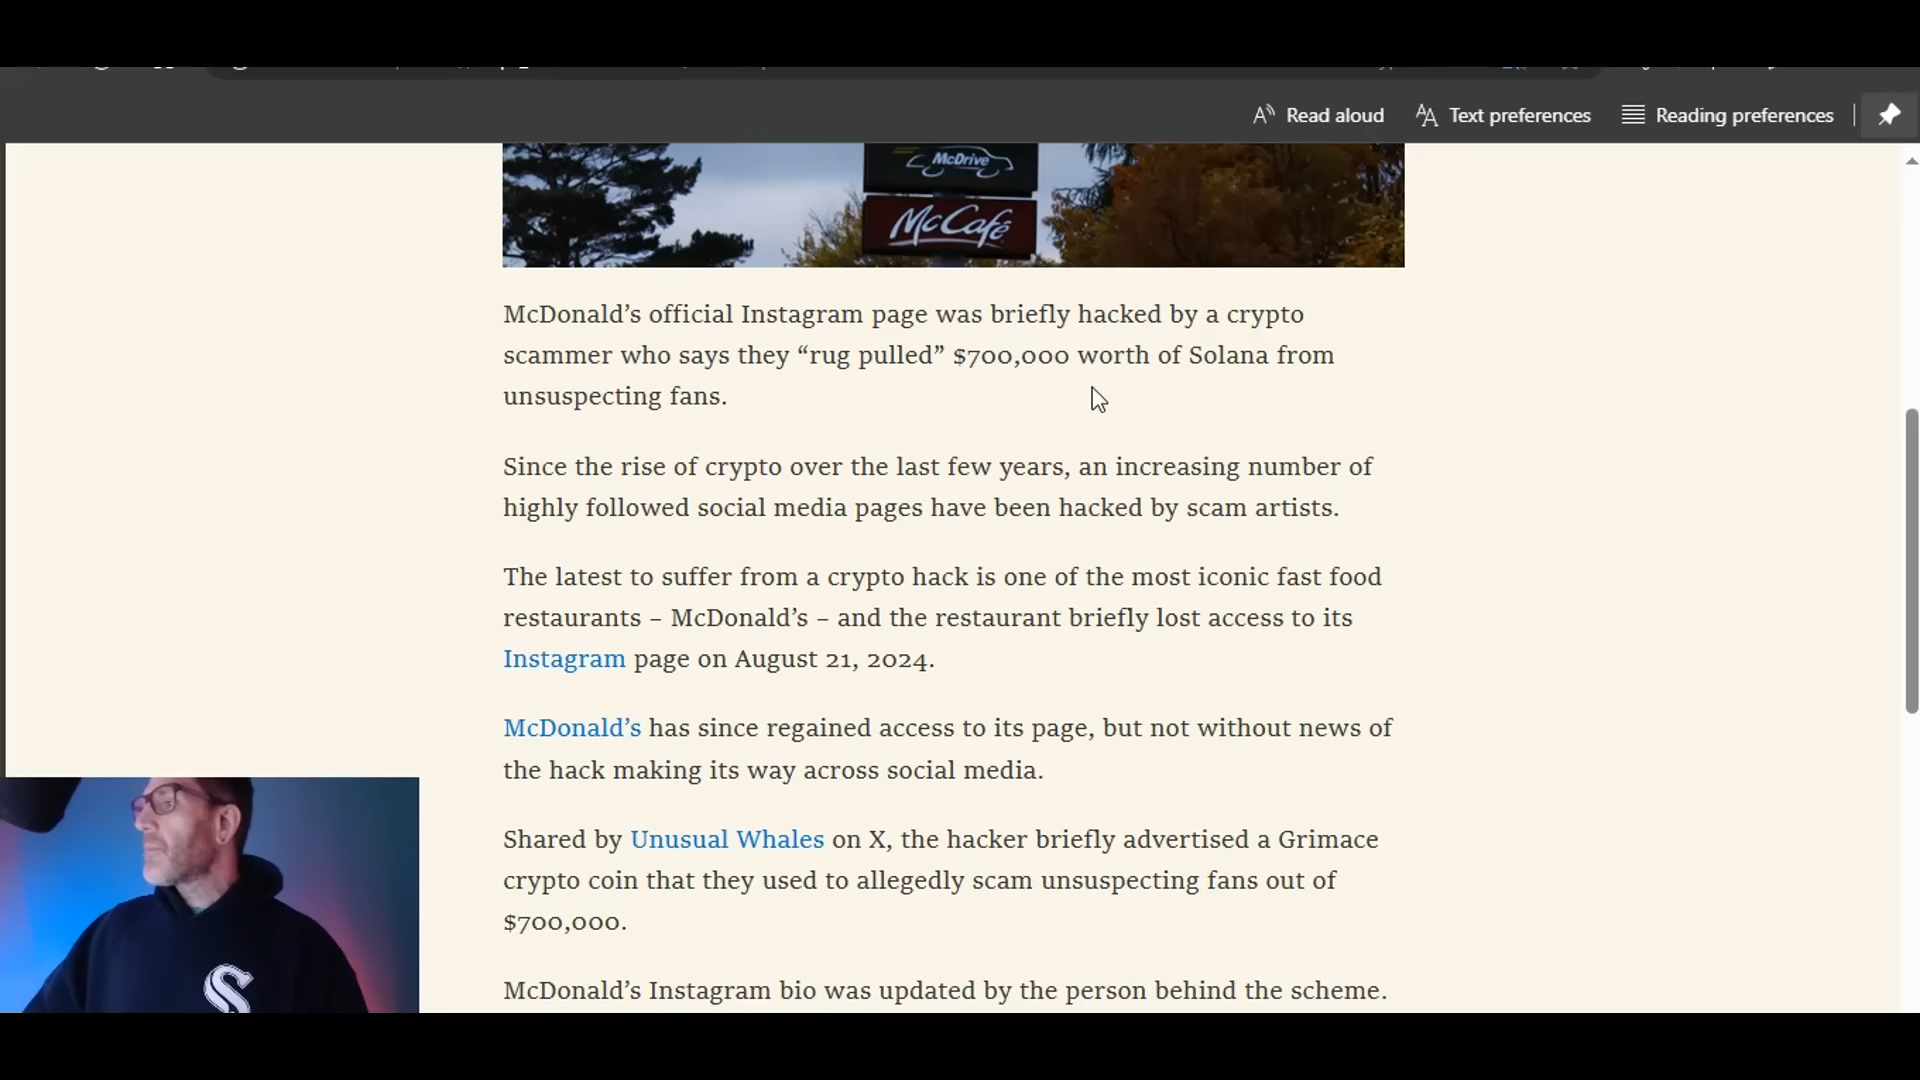 Read aloud
Text preferences
Reading preferences
McDrive
McCafé
McDonald’s official Instagram page was briefly hacked by a crypto
scammer who says they “rug pulled” $700,000 worth of Solana from
unsuspecting fans.
Since the rise of crypto over the last few years, an increasing number of
highly followed social media pages have been hacked by scam artists.
The latest to suffer from a crypto hack is one of the most iconic fast food
restaurants – McDonald’s – and the restaurant briefly lost access to its
Instagram page on August 21, 2024.
McDonald’s has since regained access to its page, but not without news of
the hack making its way across social media.
Shared by Unusual Whales on X, the hacker briefly advertised a Grimace
crypto coin that they used to allegedly scam unsuspecting fans out of
$700,000.
McDonald’s Instagram bio was updated by the person behind the scheme.
S